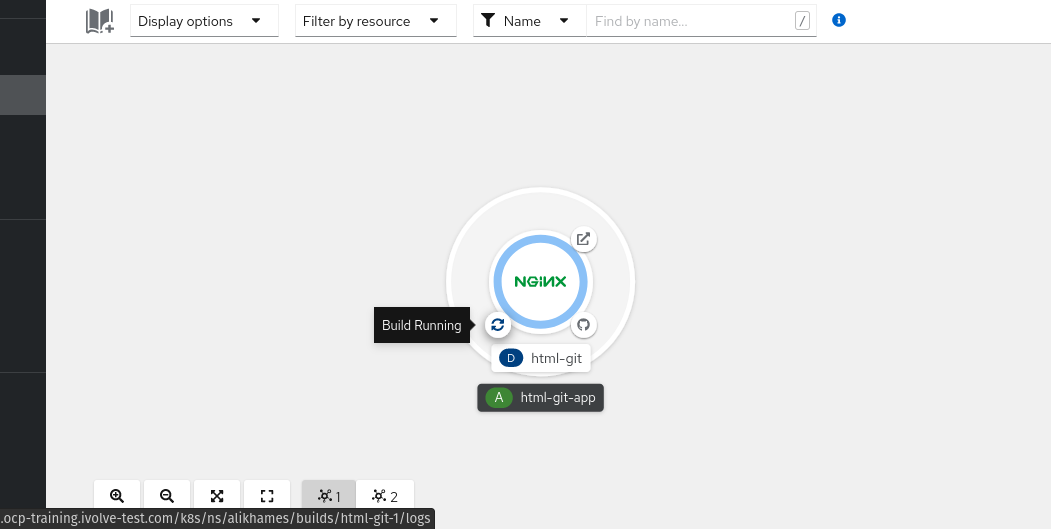 Display options
Filter by resource
Name
Find by name...
/
NGINX
Build Running
D html-git
A html-git-app
1
2
.ocp-training.ivolve-test.com/k8s/ns/alikhames/builds/html-git-1/logs